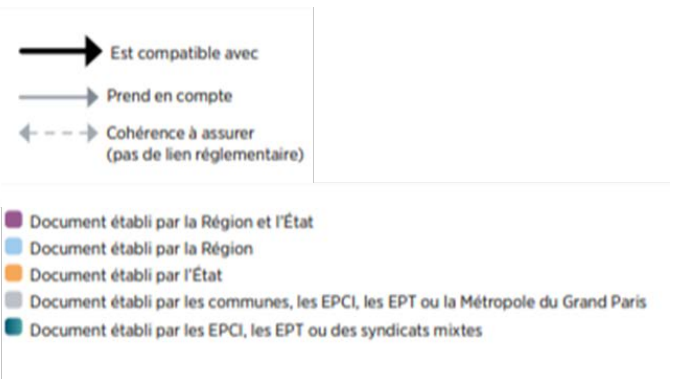 Est compatible avec
Prend en compte
Cohérence à assurer
(pas de lien réglementaire)
Document établi par la Région et l'État
Document établi par la Région
Document établi par l'État
Document établi par les communes, les EPCI, les EPT ou la Métropole du Grand Paris
Document établi par les EPCI, les EPT ou des syndicats mixtes